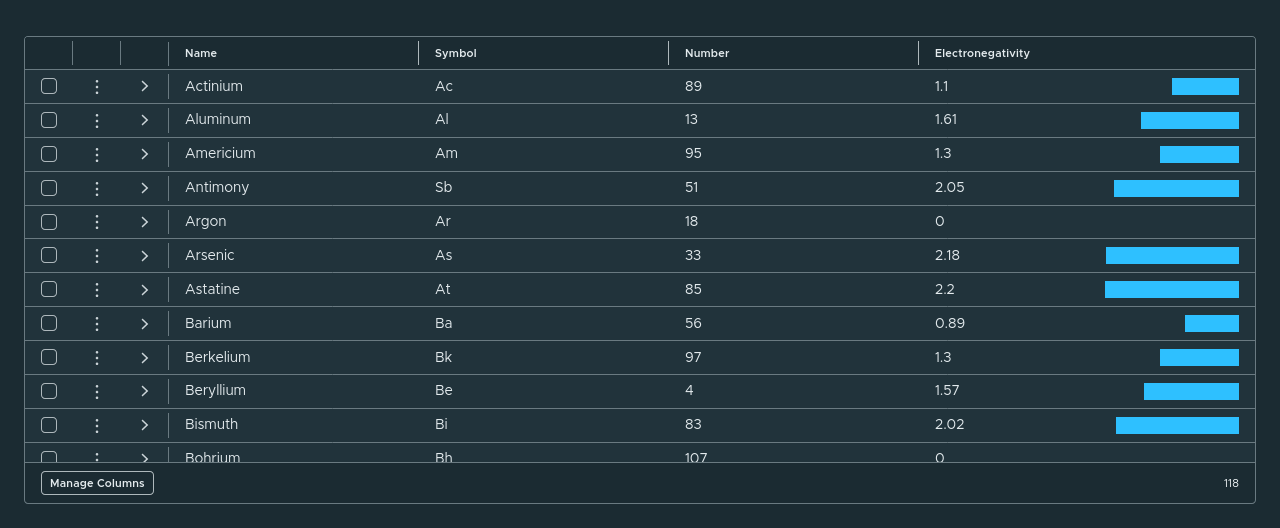 Name Symbol Number Electronegativity
Actinium Ac 89 1.1
Aluminum Al 13 1.61
Americium Am 95 1.3
Antimony Sb 51 2.05
Argon Ar 18 0
Arsenic As 33 2.18
Astatine At 85 2.2
Barium Ba 56 0.89
Berkelium Bk 97 1.3
Beryllium Be 4 1.57
Bismuth Bi 83 2.02
Bohrium Bh 107 0
Manage Columns 118